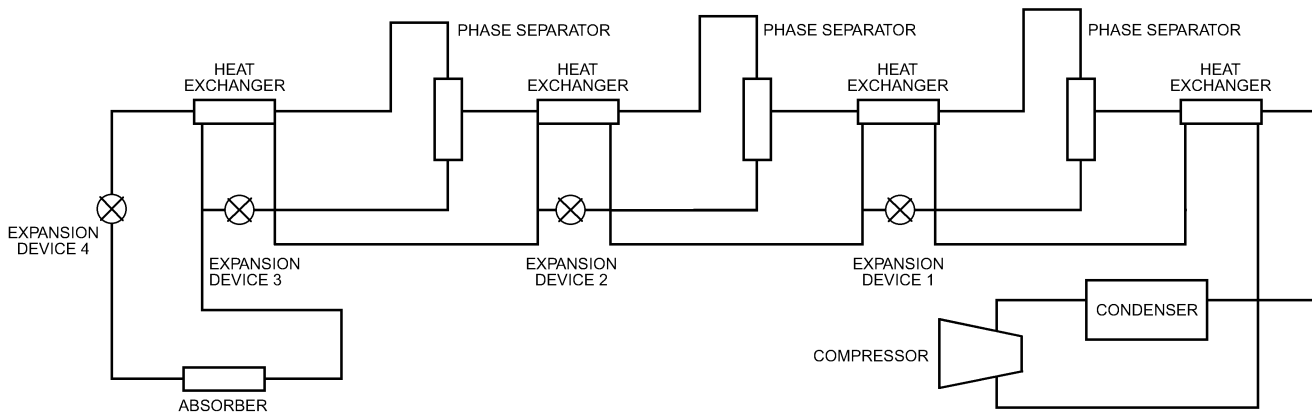 PHASE SEPARATOR
PHASE SEPARATOR
PHASE SEPARATOR
HEAT
EXCHANGER
HEAT
EXCHANGER
HEAT
EXCHANGER
HEAT
EXCHANGER
EXPANSION
DEVICE 4
EXPANSION
DEVICE 3
EXPANSION
DEVICE 2
EXPANSION
DEVICE 1
CONDENSER
COMPRESSOR
ABSORBER